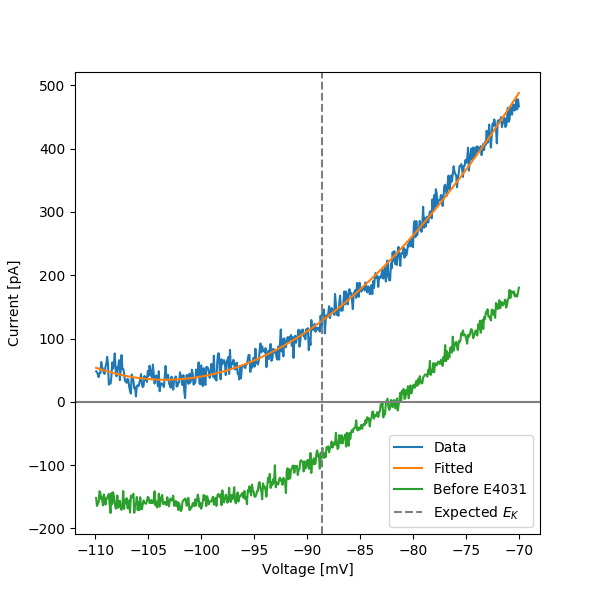 500
400
300
200
100
0
−100
−200
Current [pA]
−110
−105
−100
−95
−90
−85
−80
−75
−70
Voltage [mV]
Data
Fitted
Before E4031
Expected E_K